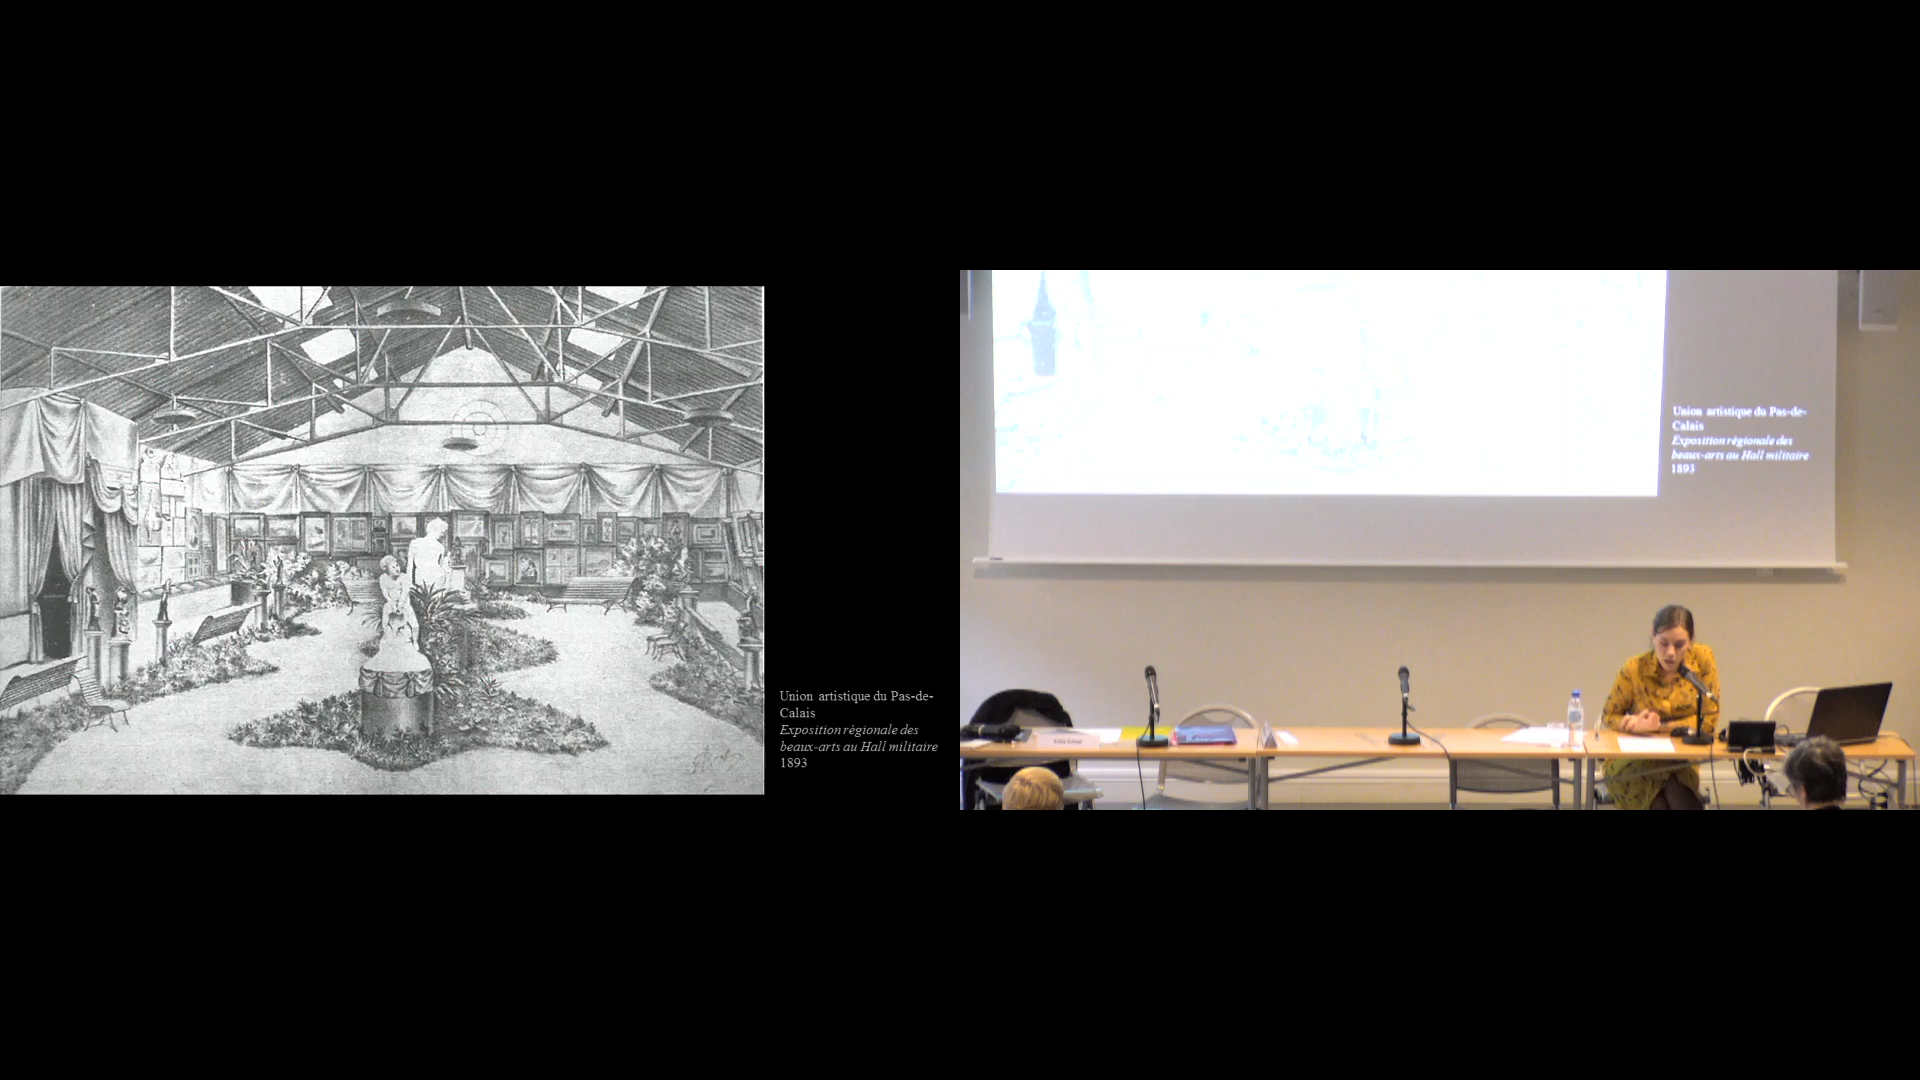 Union artistique du Pas-de-
Calais
Exposition régionale des
beaux-arts au Hall militaire
1893
Union artistique du Pas-de-
Calais
Exposition régionale des
beaux-arts au Hall militaire
1893